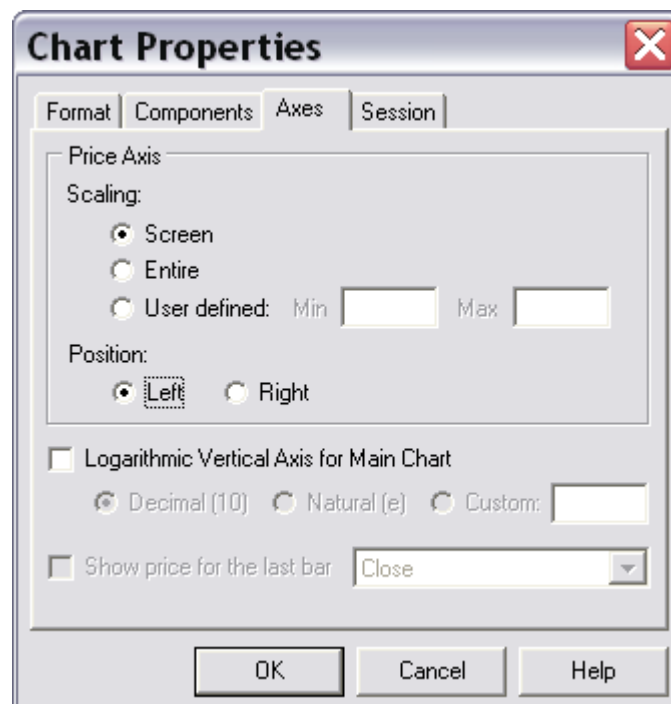 Chart Properties
Format Components Axes Session
Price Axis
Scaling:
Screen
Entire
User defined: Min Max
Position:
Left Right
Logarithmic Vertical Axis for Main Chart
Decimal (10) Natural (e) Custom:
Show price for the last bar Close
OK Cancel Help